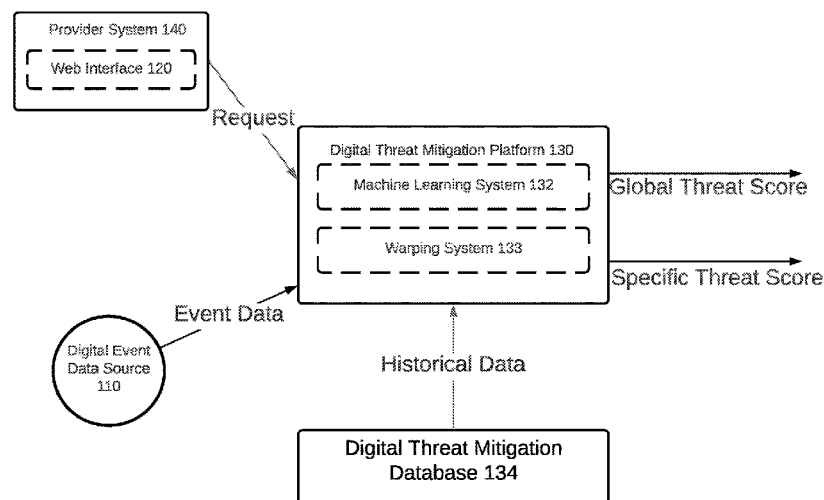 Provider System 140
Web Interface 120
Request
Digital Threat Mitigation Platform 130
Machine Learning System 132
Global Threat Score
Warping System 133
Specific Threat Score
Event Data
Digital Event
Data Source
110
Historical Data
Digital Threat Mitigation
Database 134